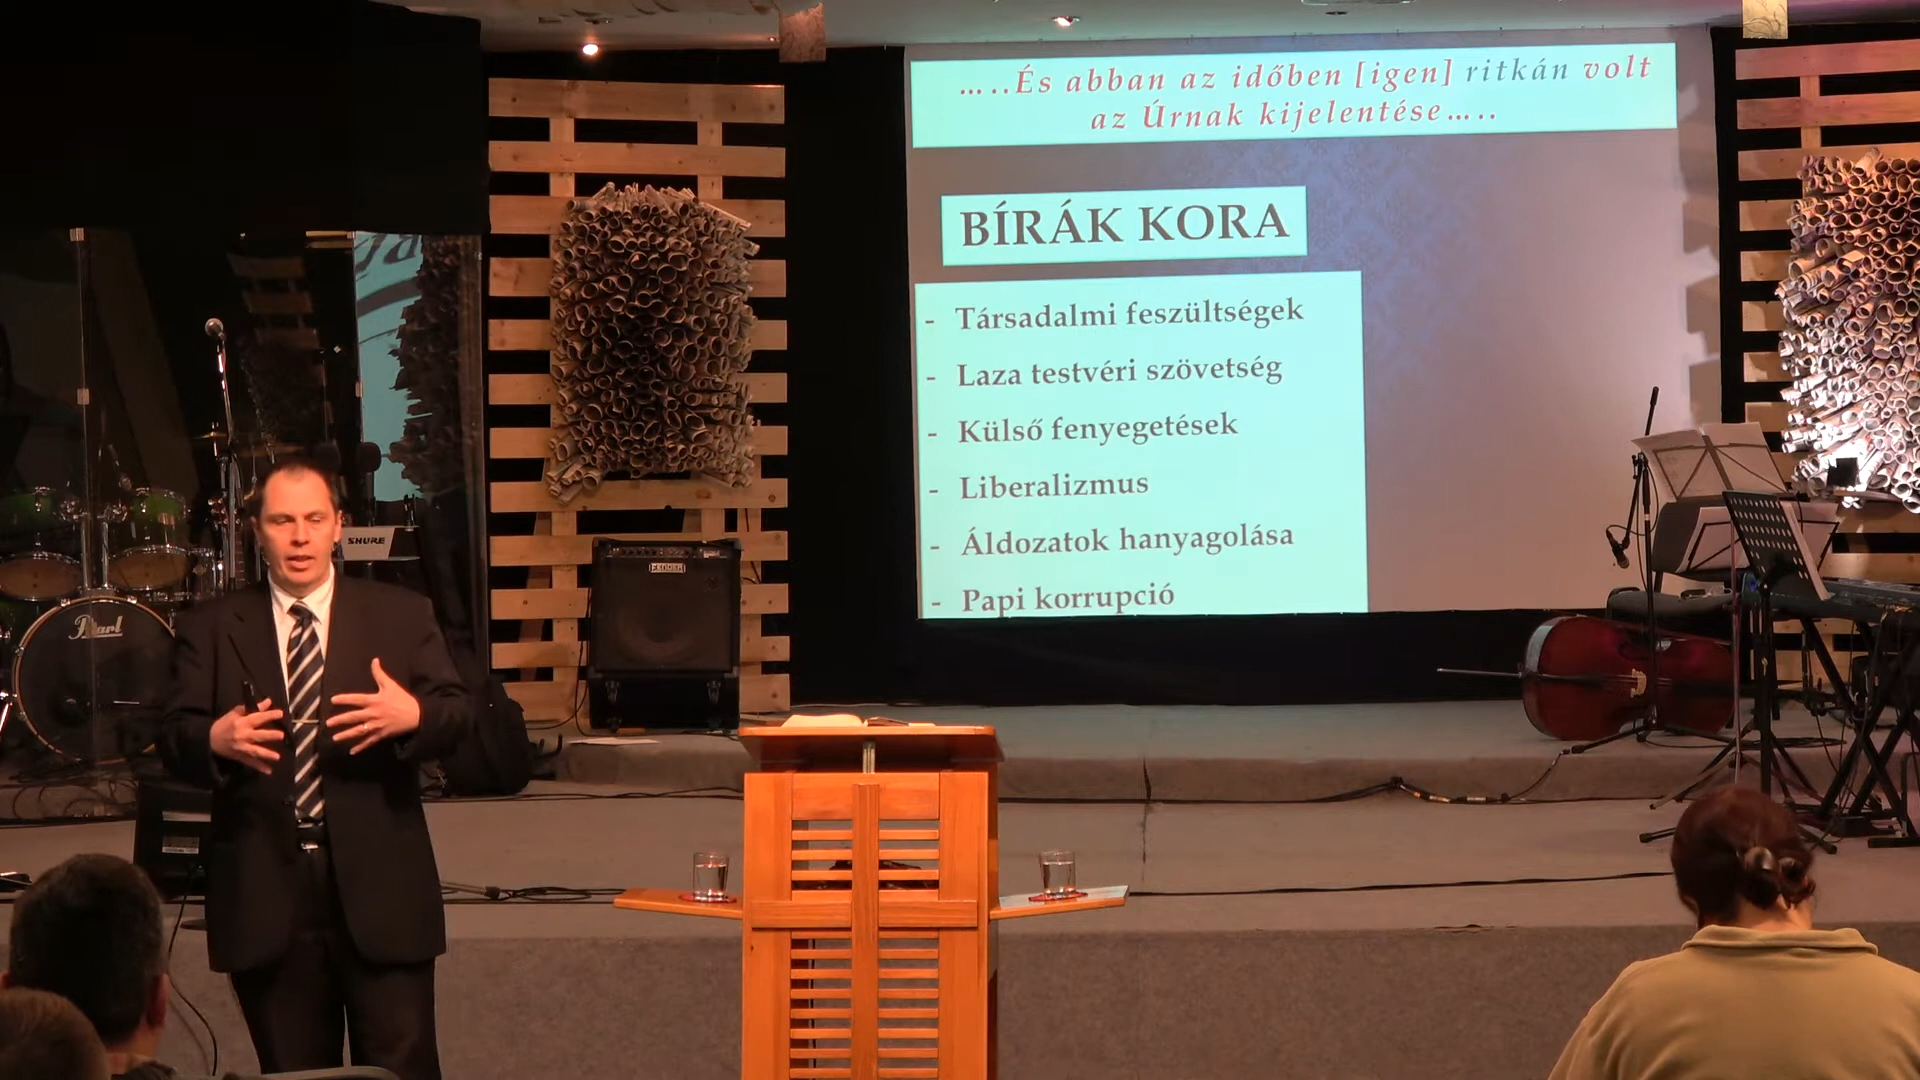 .....És abban az időben [igen] ritkán volt
az Úrnak kijelentése.....
BÍRÁK KORA
- Társadalmi feszültségek
- Laza testvéri szövetség
- Külső fenyegetések
- Liberalizmus
- Áldozatok hanyagolása
- Papi korrupció
SHURE
FENDER
Pearl